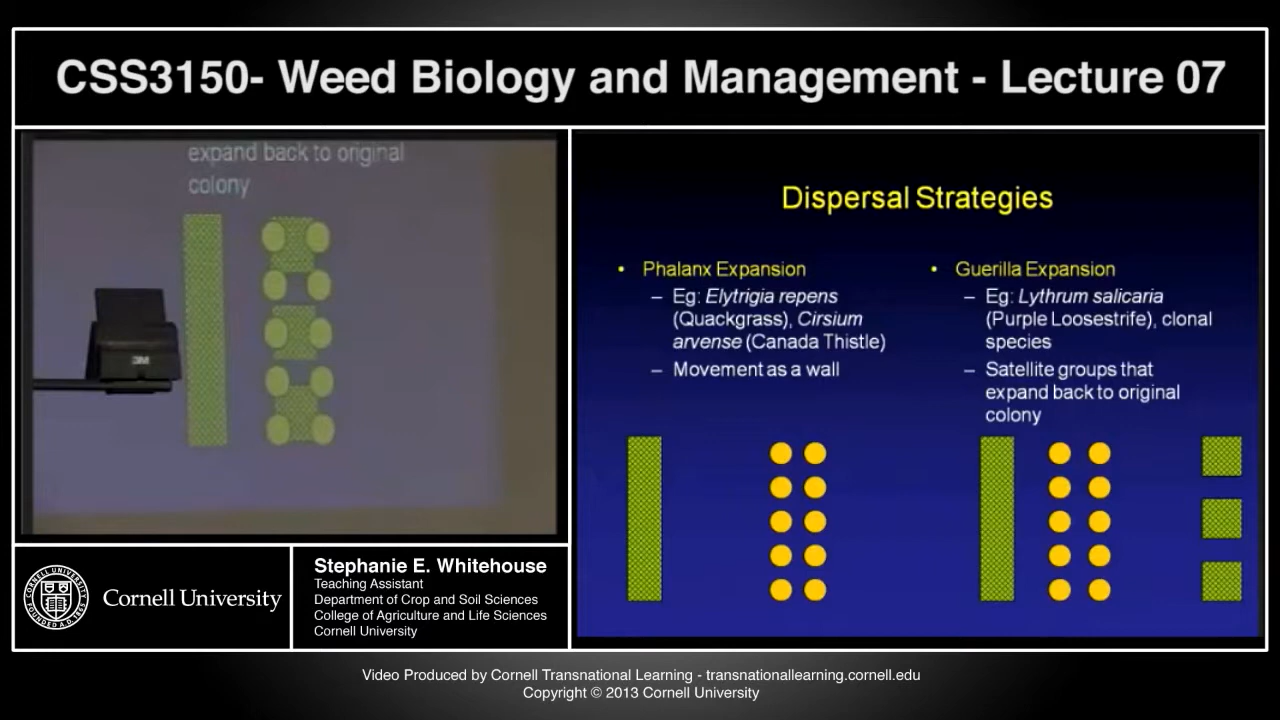 CSS3150- Weed Biology and Management - Lecture 07
expand back to original
colony
3M
Dispersal Strategies
• Phalanx Expansion
– Eg: Elytrigia repens
(Quackgrass), Cirsium
arvense (Canada Thistle)
– Movement as a wall
• Guerilla Expansion
– Eg: Lythrum salicaria
(Purple Loosestrife), clonal
species
– Satellite groups that
expand back to original
colony
Cornell University
Stephanie E. Whitehouse
Teaching Assistant
Department of Crop and Soil Sciences
College of Agriculture and Life Sciences
Cornell University
Video Produced by Cornell Transnational Learning - transnationallearning.cornell.edu
Copyright © 2013 Cornell University